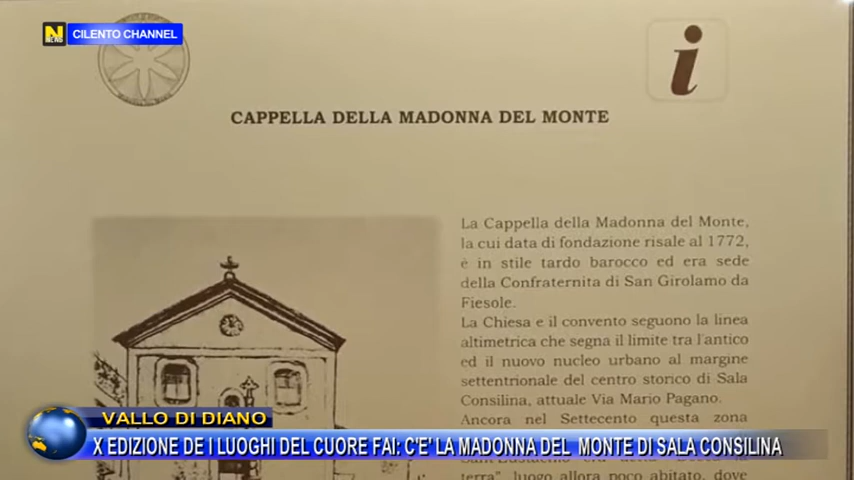 CILENTO CHANNEL
i
CAPPELLA DELLA MADONNA DEL MONTE
La Cappella della Madonna del Monte,
la cui data di fondazione risale al 1772,
è in stile tardo barocco ed era sede
della Confraternita di San Girolamo da
Fiesole.
La Chiesa e il convento seguono la linea
altimetrica che segna il limite tra l'antico
ed il nuovo nucleo urbano al margine
settentrionale del centro storico di Sala
Consilina, attuale Via Mario Pagano.
Ancora nel Settecento questa zona
terra", luogo allora poco abitato, dove
VALLO DI DIANO
X EDIZIONE DE I LUOGHI DEL CUORE FAI: C'E' LA MADONNA DEL MONTE DI SALA CONSILINA